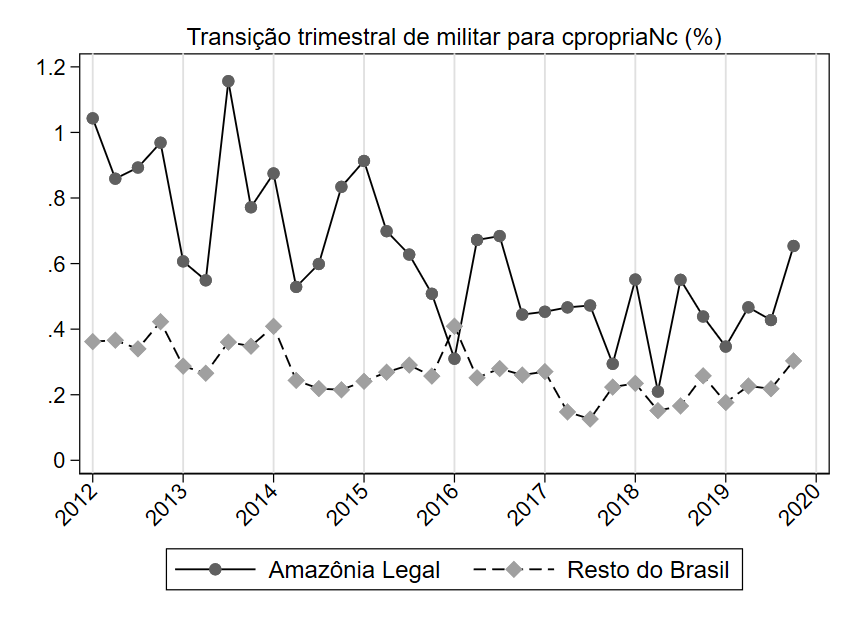 Transição trimestral de militar para cpropriaNc (%)
1.2
1
.8
.6
.4
.2
0
2012 2013 2014 2015 2016 2017 2018 2019 2020
Amazônia Legal Resto do Brasil